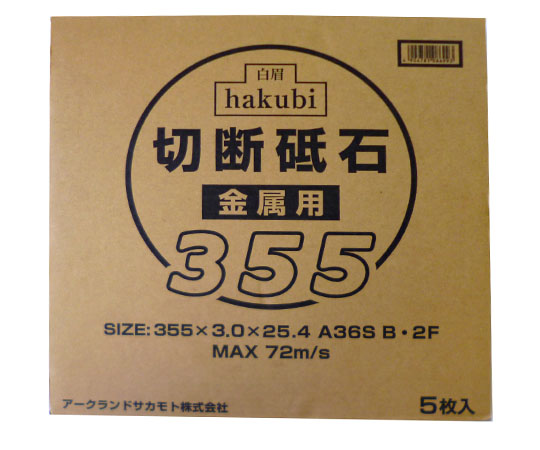 白眉
hakubi
切断砥石
金属用
355
SIZE: 355×3.0×25.4 A36S B・2F
MAX 72m/s
アークランドサカモト株式会社
5枚入